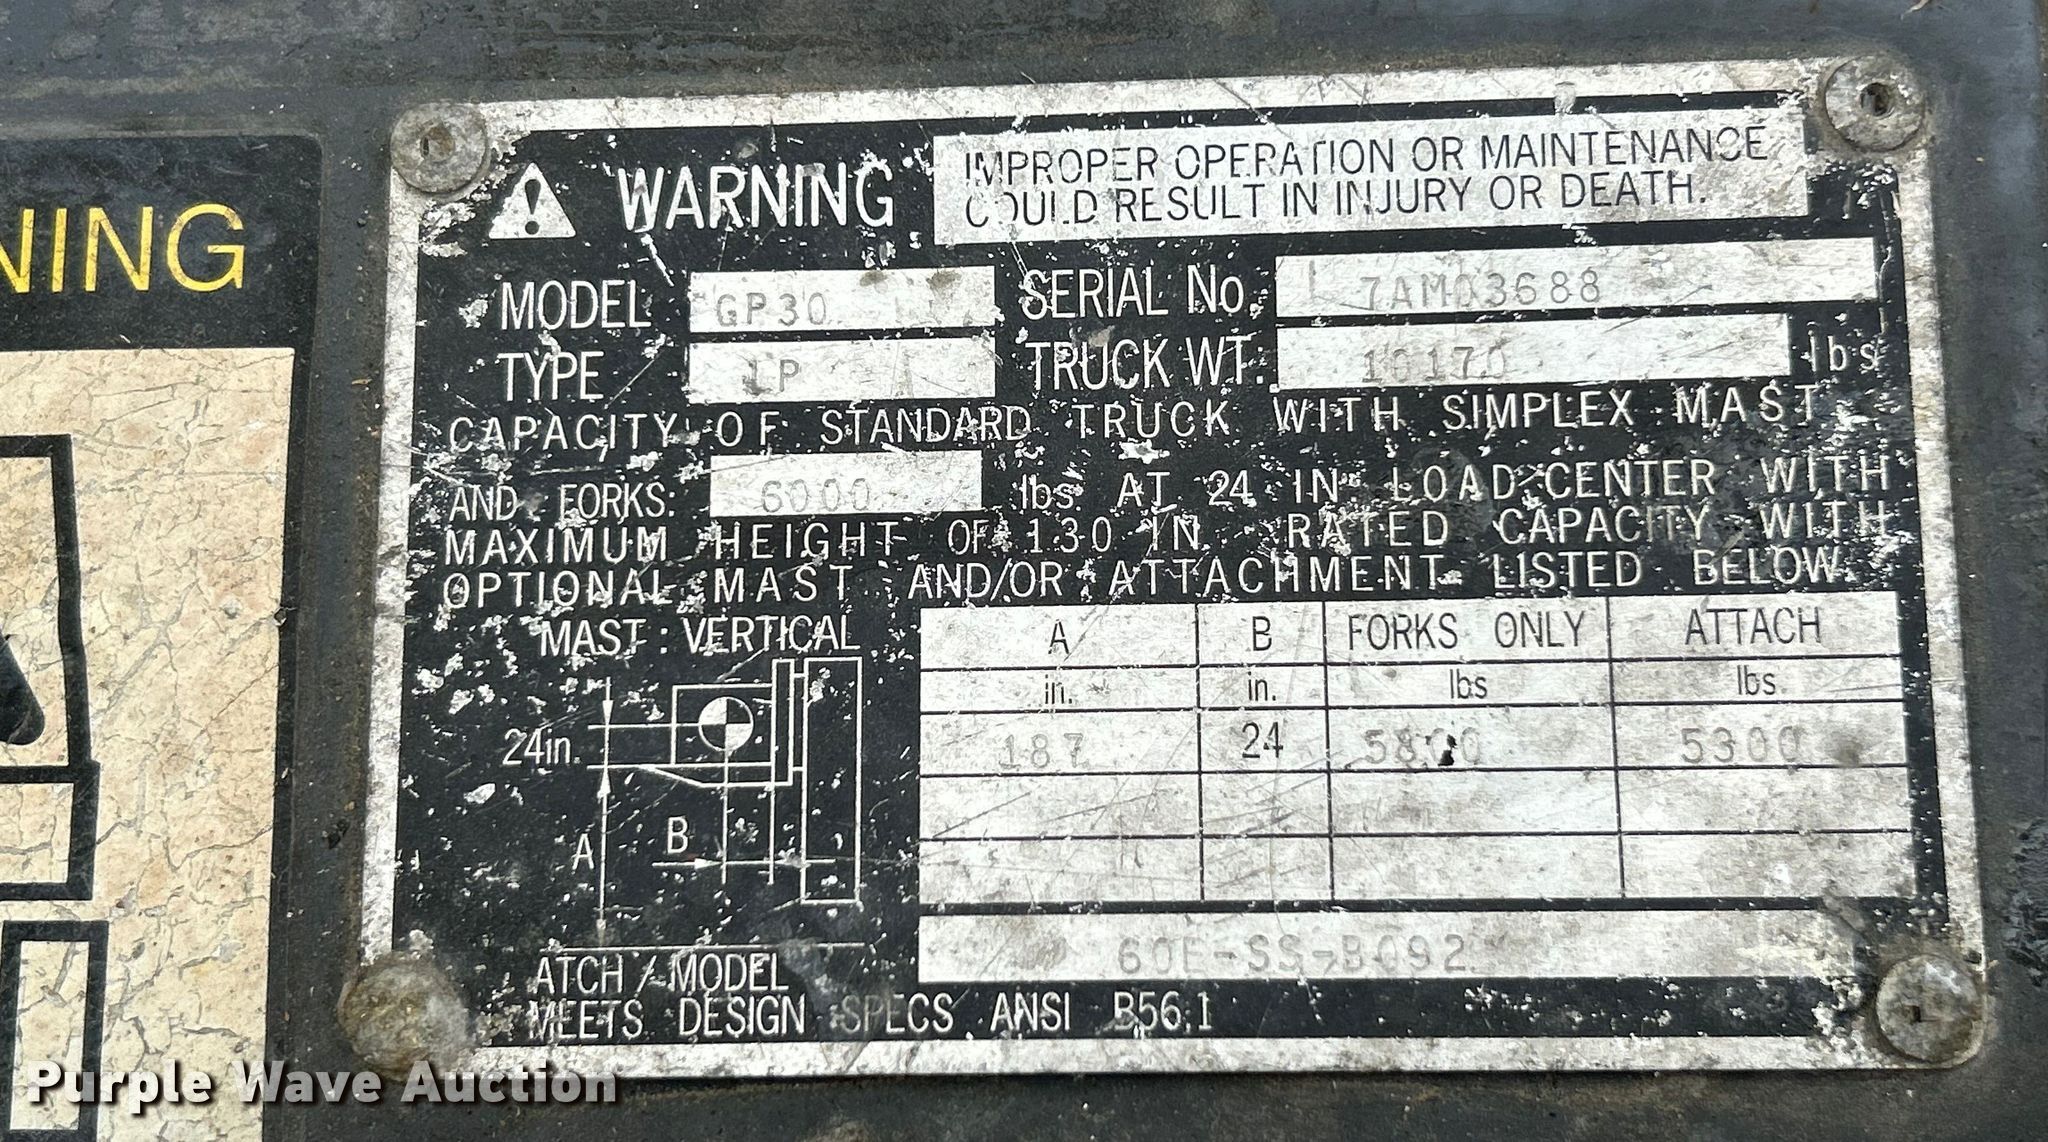 NING
WARNING
IMPROPER OPERATION OR MAINTENANCE
COULD RESULT IN INJURY OR DEATH.
MODEL GP30 SERIAL No. 7AM03688
TYPE LP TRUCK WT. 10170 lbs
CAPACITY OF STANDARD TRUCK WITH SIMPLEX MAST
AND FORKS: 6000 lbs. AT 24 IN. LOAD CENTER WITH
MAXIMUM HEIGHT OF 130 IN. RATED CAPACITY WITH
OPTIONAL MAST AND/OR ATTACHMENT LISTED BELOW.
MAST : VERTICAL
A B FORKS ONLY ATTACH
in. in. lbs lbs
187 24 5800 5300
24in.
B
A
60E-SS-B092
ATCH / MODEL
MEETS DESIGN SPECS ANSI B56.1
Purple Wave Auction